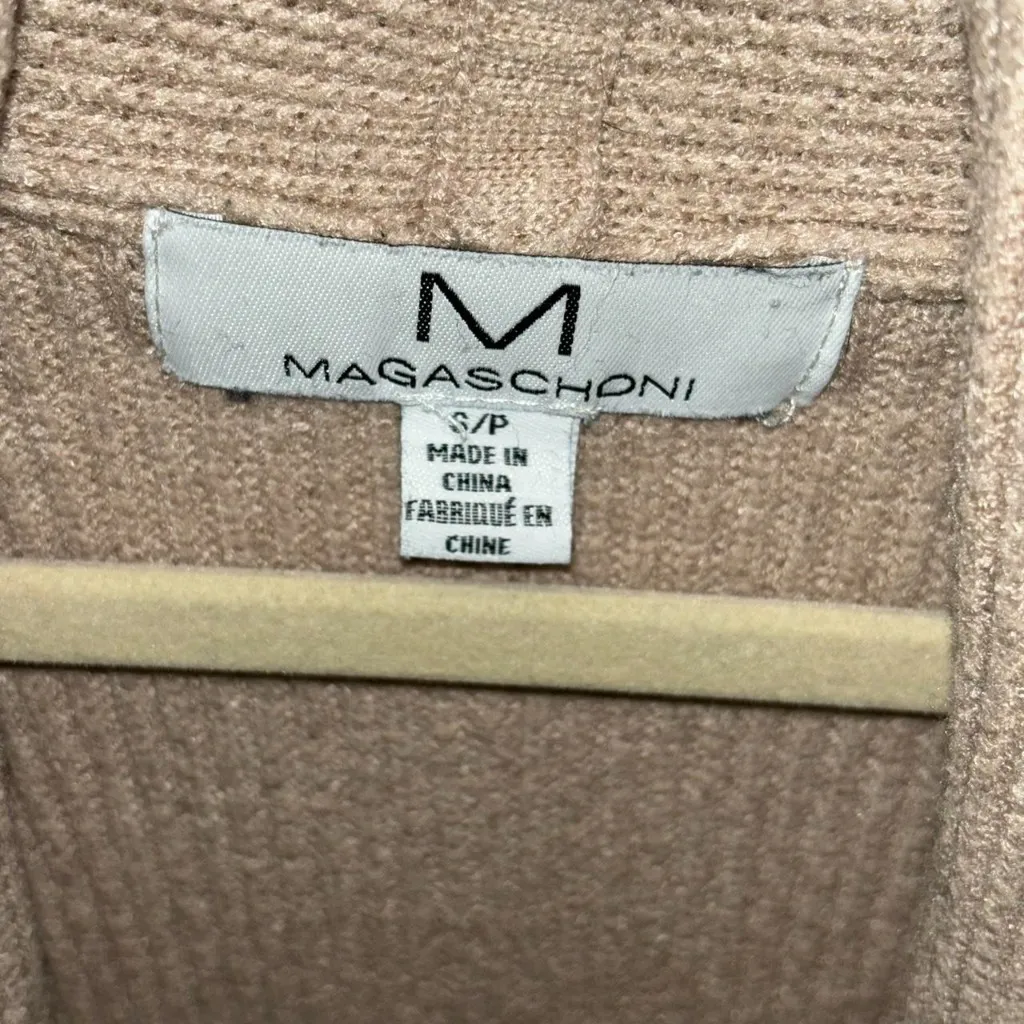 M
MAGASCHONI
S/P
MADE IN
CHINA
FABRIQUÉ EN
CHINE